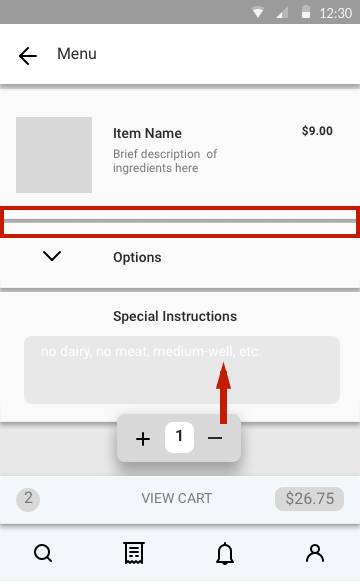 12:30
Menu
Item Name
$9.00
Brief description of
ingredients here
Options
Special Instructions
no dairy, no meat, medium-well, etc.
+ 1 −
2
VIEW CART
$26.75